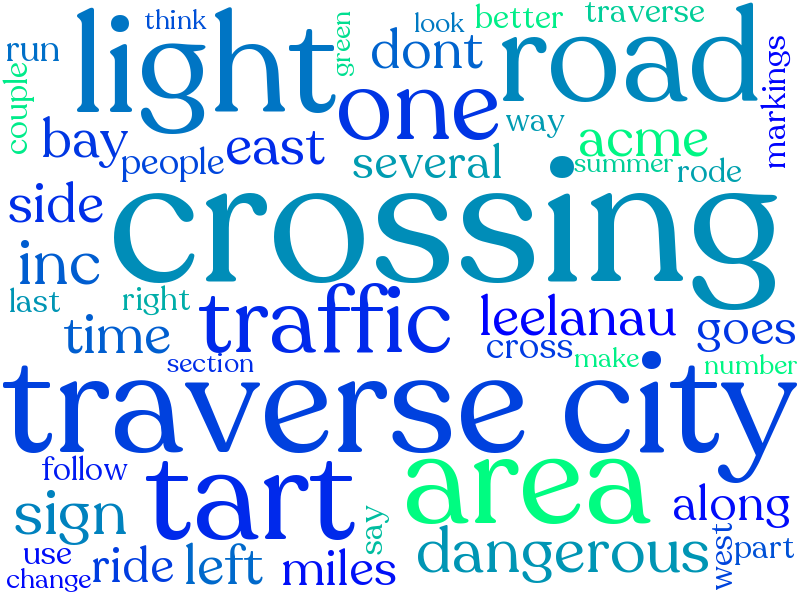 think
look
better
traverse
run
light
green
dont
road
couple
one
way
markings
bay
people
east
several
acme
summer
rode
side
crossing
inc
last
right
time
traffic
leelanau
goes
cross
section
make
number
traverse city
follow
tart
area
sign
say
along
dangerous
use
change
ride
left
miles
west
part